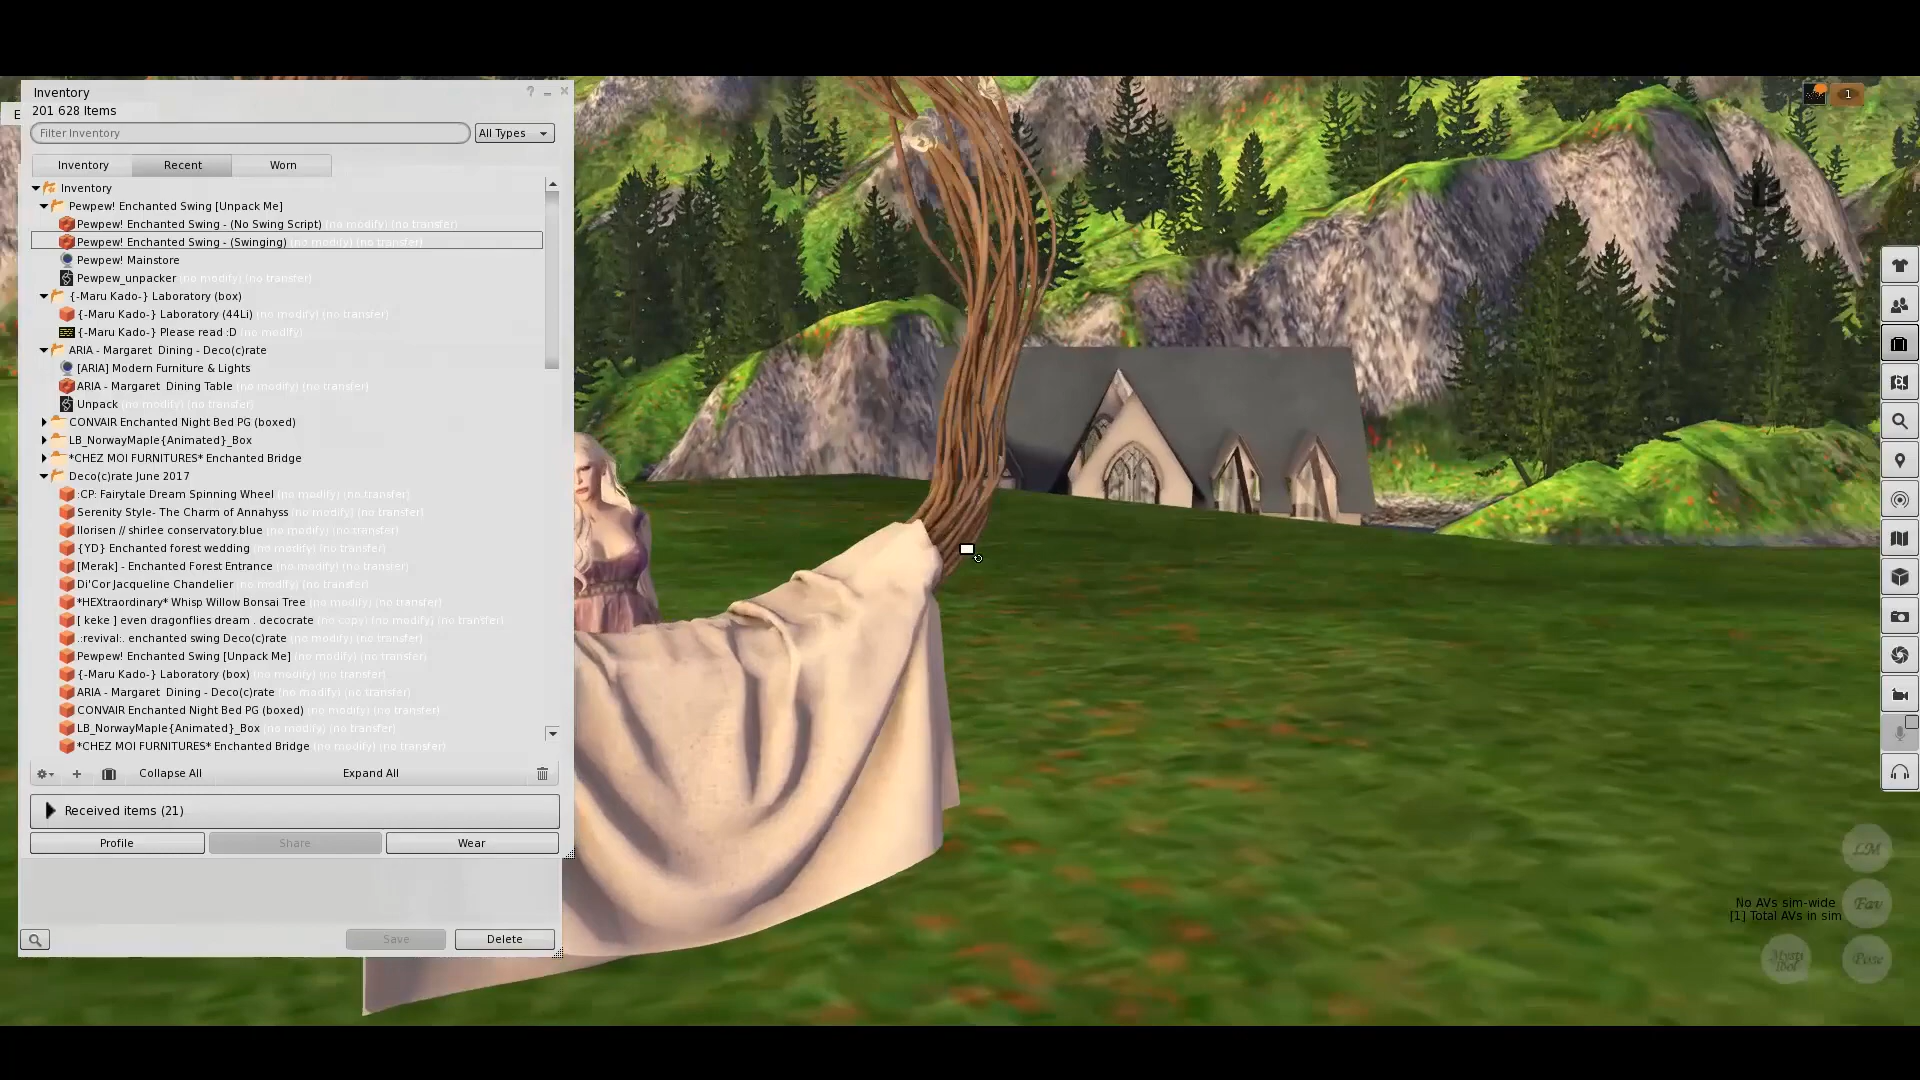 Inventory
201 628 Items
E
Filter Inventory
All Types
Inventory
Recent
Worn
Inventory
Pewpew! Enchanted Swing [Unpack Me]
Pewpew! Enchanted Swing - (No Swing Script) (no modify) (no transfer)
Pewpew! Enchanted Swing - (Swinging) (no modify) (no transfer)
Pewpew! Mainstore
Pewpew_unpacker (no modify) (no transfer)
{-Maru Kado-} Laboratory (box)
{-Maru Kado-} Laboratory (44Li) (no modify) (no transfer)
{-Maru Kado-} Please read :D (no modify)
ARIA - Margaret Dining - Deco(c)rate
[ARIA] Modern Furniture & Lights
ARIA - Margaret Dining Table (no modify) (no transfer)
Unpack (no modify) (no transfer)
CONVAIR Enchanted Night Bed PG (boxed)
LB_NorwayMaple{Animated}_Box
*CHEZ MOI FURNITURES* Enchanted Bridge
Deco(c)rate June 2017
:CP: Fairytale Dream Spinning Wheel (no modify) (no transfer)
Serenity Style- The Charm of Annahyss (no modify) (no transfer)
llorisen // shirlee conservatory.blue (no modify) (no transfer)
{YD} Enchanted forest wedding (no modify) (no transfer)
[Merak] - Enchanted Forest Entrance (no modify) (no transfer)
Di'Cor Jacqueline Chandelier (no modify) (no transfer)
*HEXtraordinary* Whisp Willow Bonsai Tree (no modify) (no transfer)
[ keke ] even dragonflies dream . decocrate (no copy) (no modify) (no transfer)
.:revival:. enchanted swing Deco(c)rate (no modify) (no transfer)
Pewpew! Enchanted Swing [Unpack Me] (no modify) (no transfer)
{-Maru Kado-} Laboratory (box) (no modify) (no transfer)
ARIA - Margaret Dining - Deco(c)rate (no modify) (no transfer)
CONVAIR Enchanted Night Bed PG (boxed) (no modify) (no transfer)
LB_NorwayMaple{Animated}_Box (no modify) (no transfer)
*CHEZ MOI FURNITURES* Enchanted Bridge (no modify) (no transfer)
Collapse All
Expand All
Received items (21)
Profile
Share
Wear
Save
Delete
1
LM
No AVs sim-wide
[1] Total AVs in sim
Fav
Pose